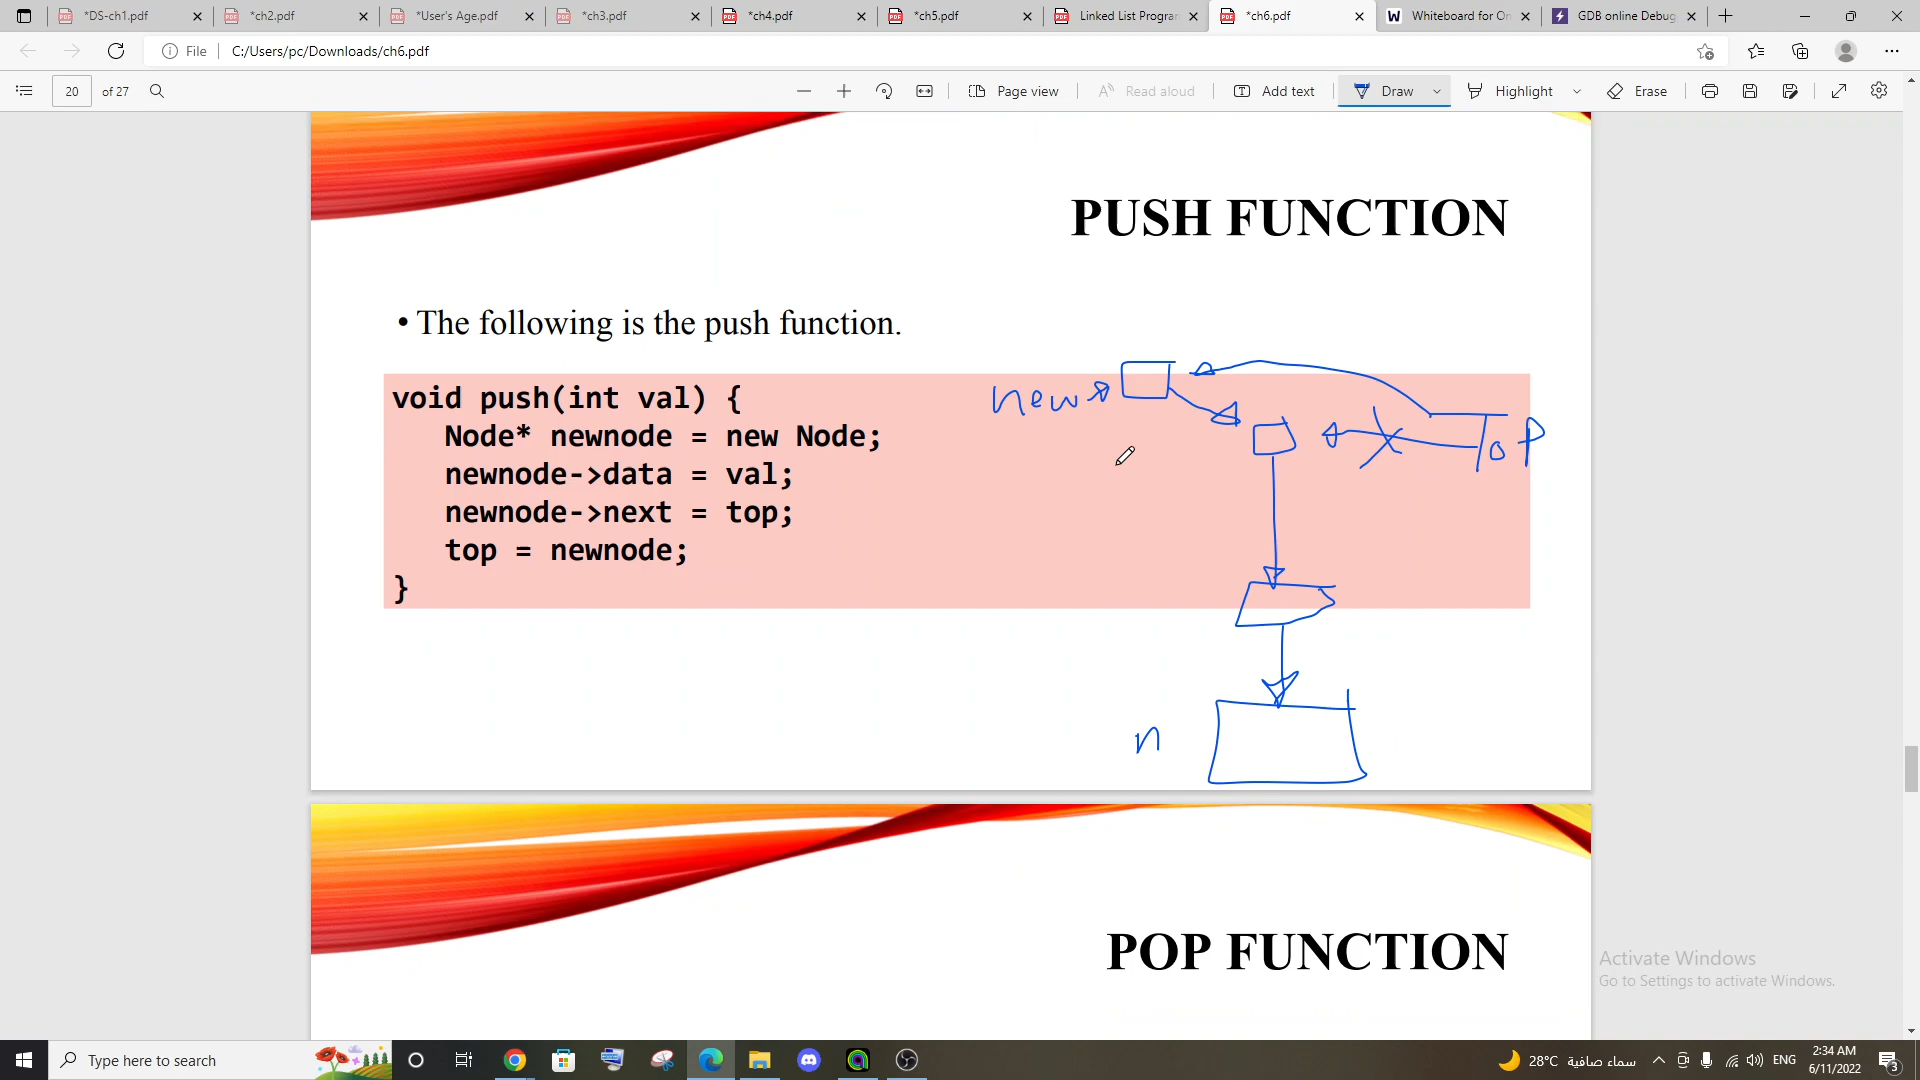 *DS-ch1.pdf *ch2.pdf *User's Age.pdf *ch3.pdf *ch4.pdf *ch5.pdf Linked List Progran *ch6.pdf Whiteboard for On GDB online Debug
File C:/Users/pc/Downloads/ch6.pdf
20 of 27 Page view Read aloud Add text Draw Highlight Erase
PUSH FUNCTION
• The following is the push function.
void push(int val) {
Node* newnode = new Node;
newnode->data = val;
newnode->next = top;
top = newnode;
}
new
Top
n
POP FUNCTION
Activate Windows
Go to Settings to activate Windows.
Type here to search
28°C سماء صافية ENG 2:34 AM
6/11/2022
3